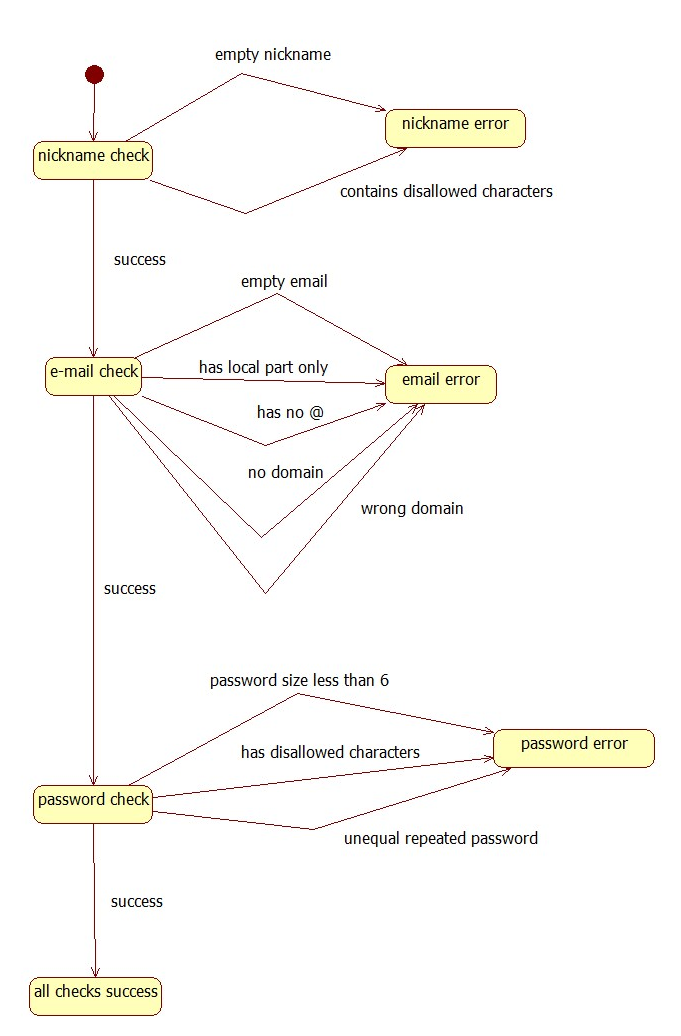 empty nickname
nickname error
nickname check
contains disallowed characters
success
empty email
has local part only
e-mail check
email error
has no @
no domain
wrong domain
success
password size less than 6
password error
has disallowed characters
password check
unequal repeated password
success
all checks success